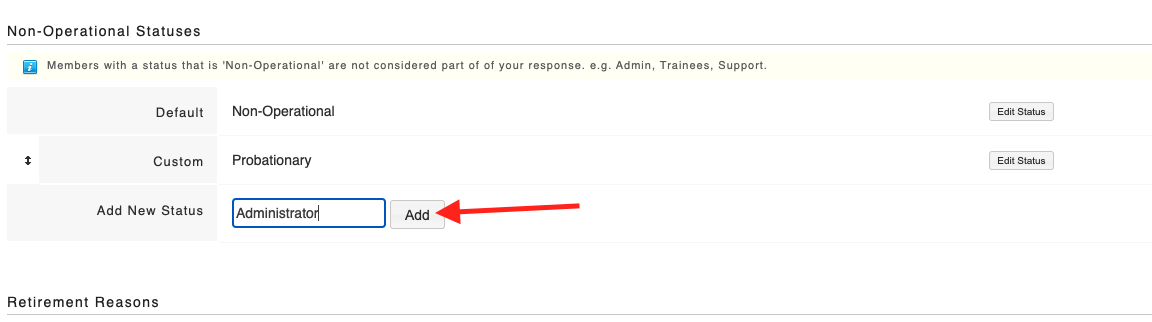 Non-Operational Statuses
Members with a status that is 'Non-Operational' are not considered part of of your response. e.g. Admin, Trainees, Support.
Default Non-Operational Edit Status
Custom Probationary Edit Status
Add New Status Administrator Add
Retirement Reasons